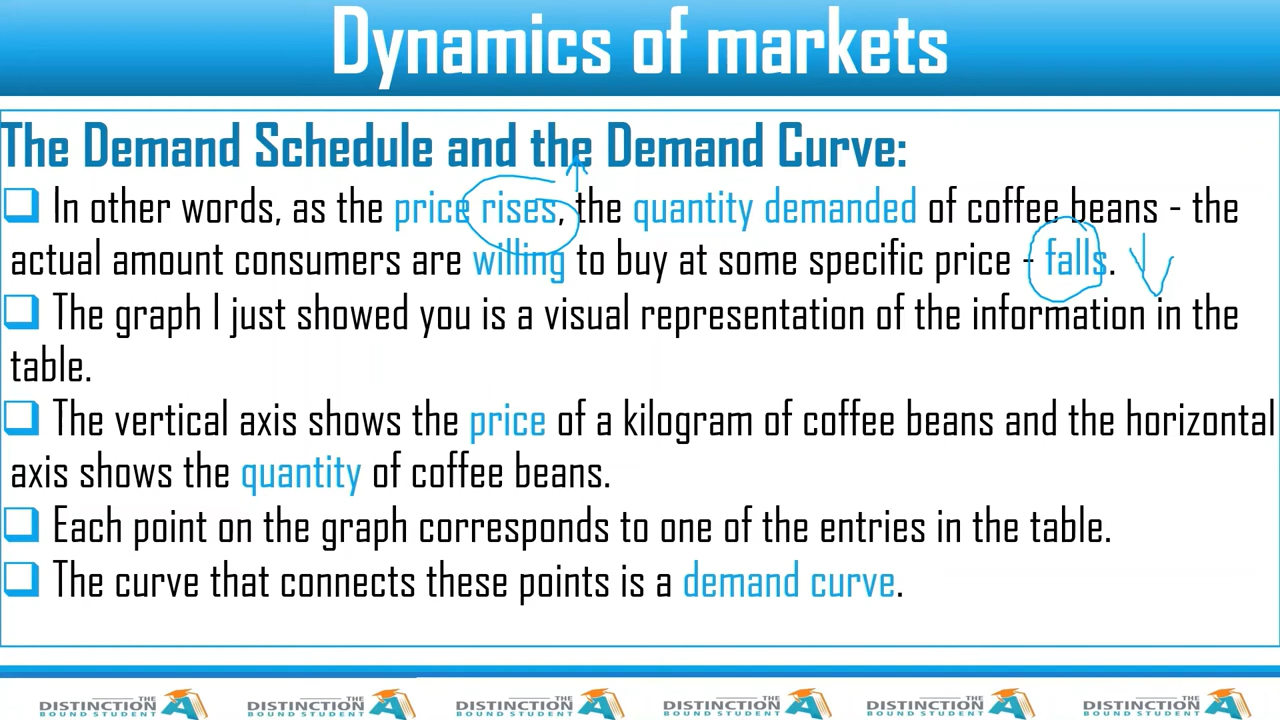 Dynamics of markets
The Demand Schedule and the Demand Curve:
In other words, as the price rises, the quantity demanded of coffee beans - the
actual amount consumers are willing to buy at some specific price - falls.
The graph I just showed you is a visual representation of the information in the
table.
The vertical axis shows the price of a kilogram of coffee beans and the horizontal
axis shows the quantity of coffee beans.
Each point on the graph corresponds to one of the entries in the table.
The curve that connects these points is a demand curve.
THE DISTINCTION BOUND STUDENT A THE DISTINCTION BOUND STUDENT A THE DISTINCTION BOUND STUDENT A THE DISTINCTION BOUND STUDENT A THE DISTINCTION BOUND STUDENT A THE DISTINCTION BOUND STUDENT A